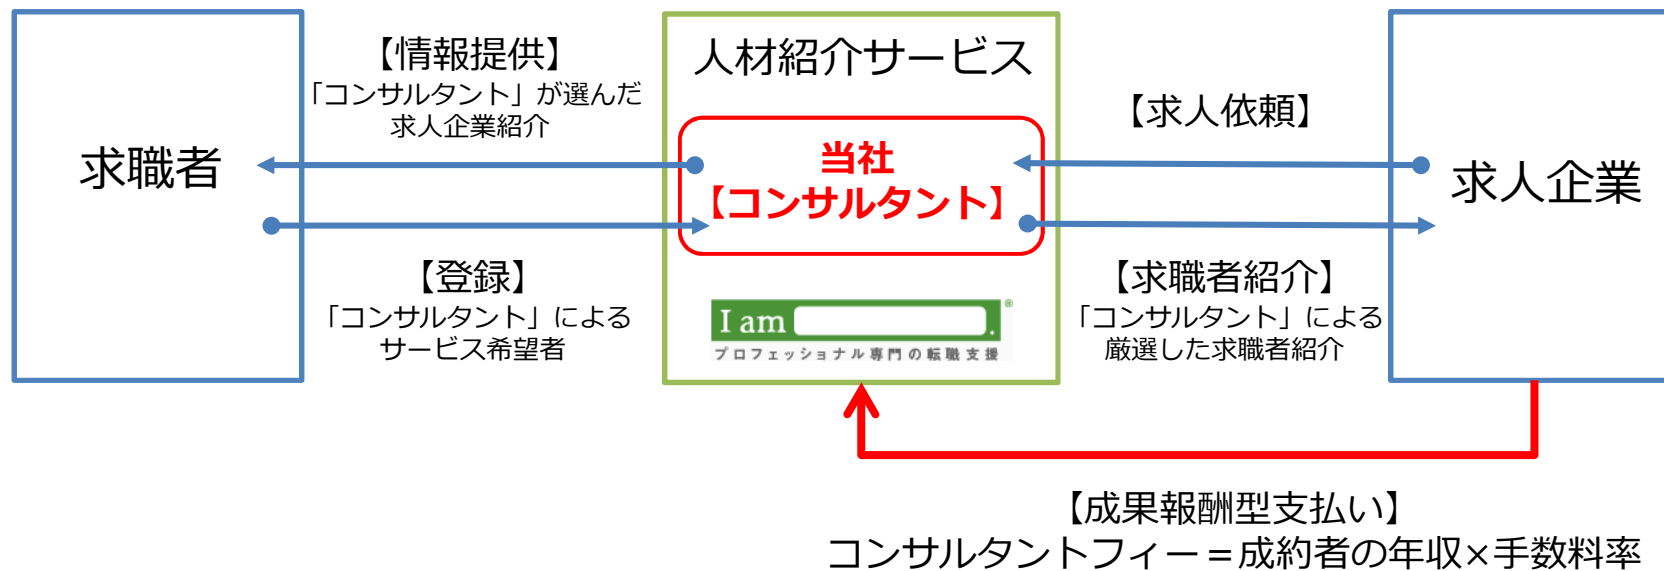 求職者
【情報提供】
「コンサルタント」が選んだ
求人企業紹介
【登録】
「コンサルタント」による
サービス希望者
人材紹介サービス
当社
【コンサルタント】
I am .
®
プロフェッショナル専門の転職支援
【求人依頼】
【求職者紹介】
「コンサルタント」による
厳選した求職者紹介
求人企業
【成果報酬型支払い】
コンサルタントフィー＝成約者の年収×手数料率